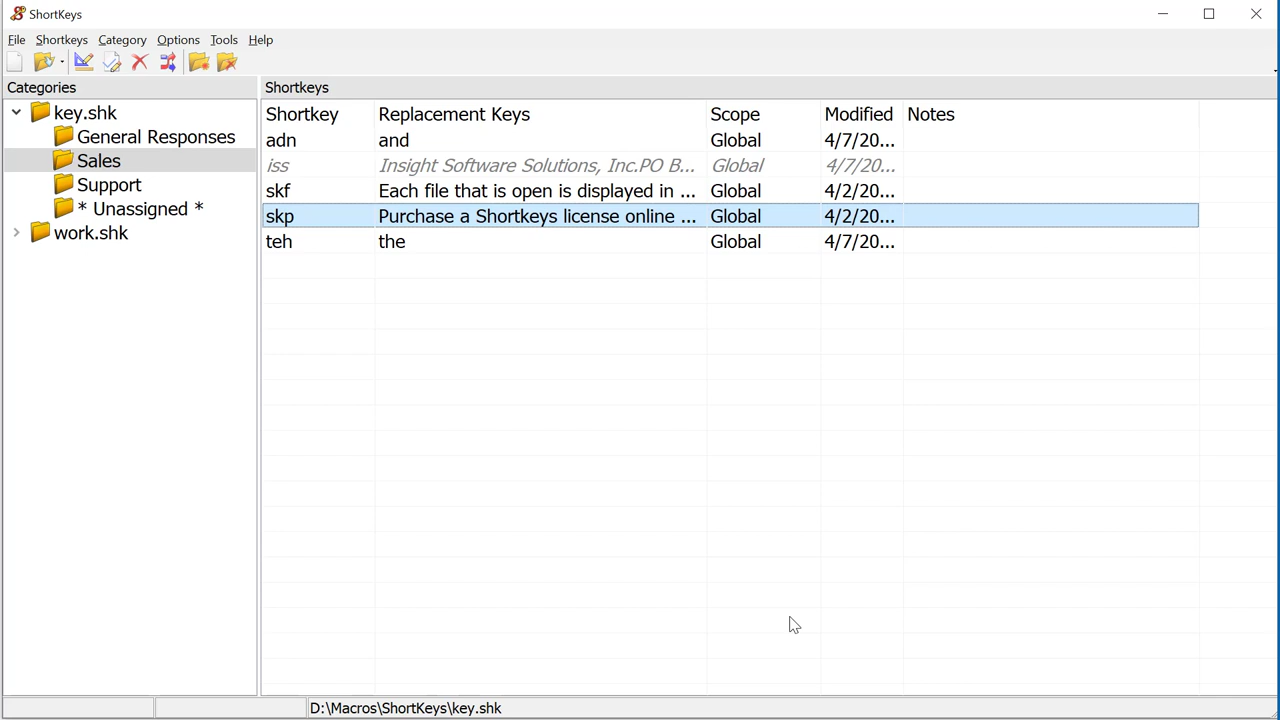 ShortKeys
File Shortkeys Category Options Tools Help
Categories
Shortkeys
key.shk
General Responses
Sales
Support
* Unassigned *
work.shk
Shortkey Replacement Keys Scope Modified Notes
adn and Global 4/7/20...
iss Insight Software Solutions, Inc.PO B... Global 4/7/20...
skf Each file that is open is displayed in ... Global 4/2/20...
skp Purchase a Shortkeys license online ... Global 4/2/20...
teh the Global 4/7/20...
D:\Macros\ShortKeys\key.shk